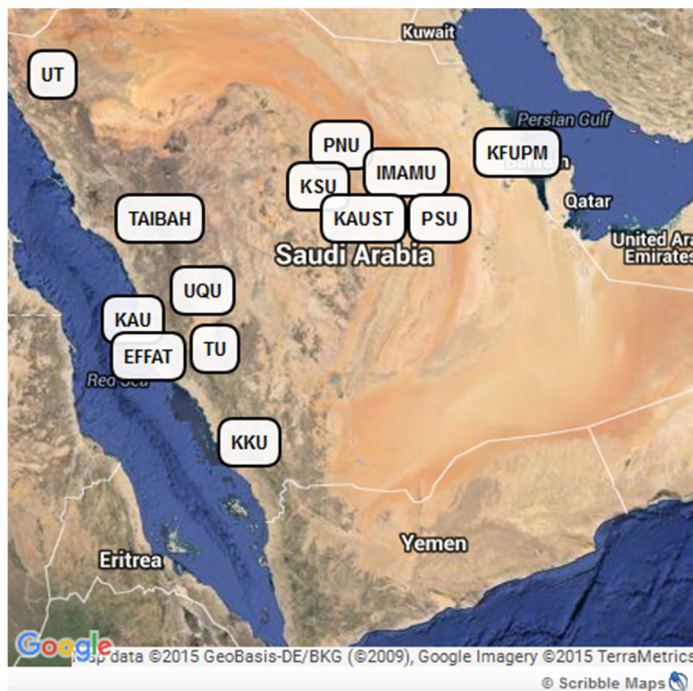 Kuwait
UT
Persian Gulf
PNU
KFUPM
IMAMU
KSU
Qatar
TAIBAH
KAUST
PSU
United Ara
Emirates
Saudi Arabia
UQU
KAU
EFFAT
TU
Red Sea
KKU
Yemen
Eritrea
Google
Map data ©2015 GeoBasis-DE/BKG (©2009), Google Imagery ©2015 TerraMetrics
© Scribble Maps